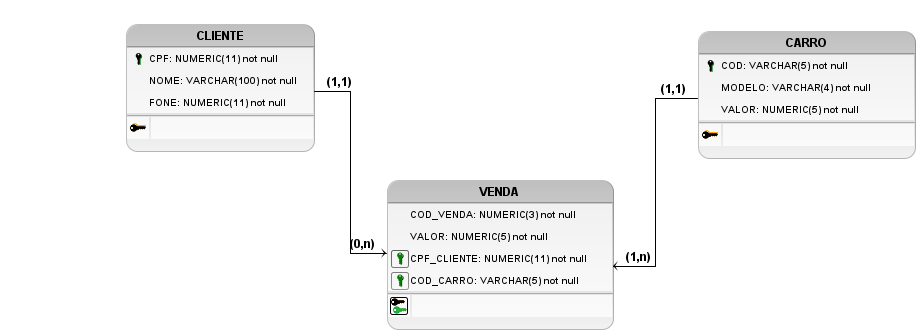 CLIENTE
CPF: NUMERIC(11) not null
NOME: VARCHAR(100) not null
FONE: NUMERIC(11) not null
(1,1)
CARRO
COD: VARCHAR(5) not null
MODELO: VARCHAR(4) not null
VALOR: NUMERIC(5) not null
(1,1)
VENDA
COD_VENDA: NUMERIC(3) not null
VALOR: NUMERIC(5) not null
CPF_CLIENTE: NUMERIC(11) not null
COD_CARRO: VARCHAR(5) not null
(0,n)
(1,n)